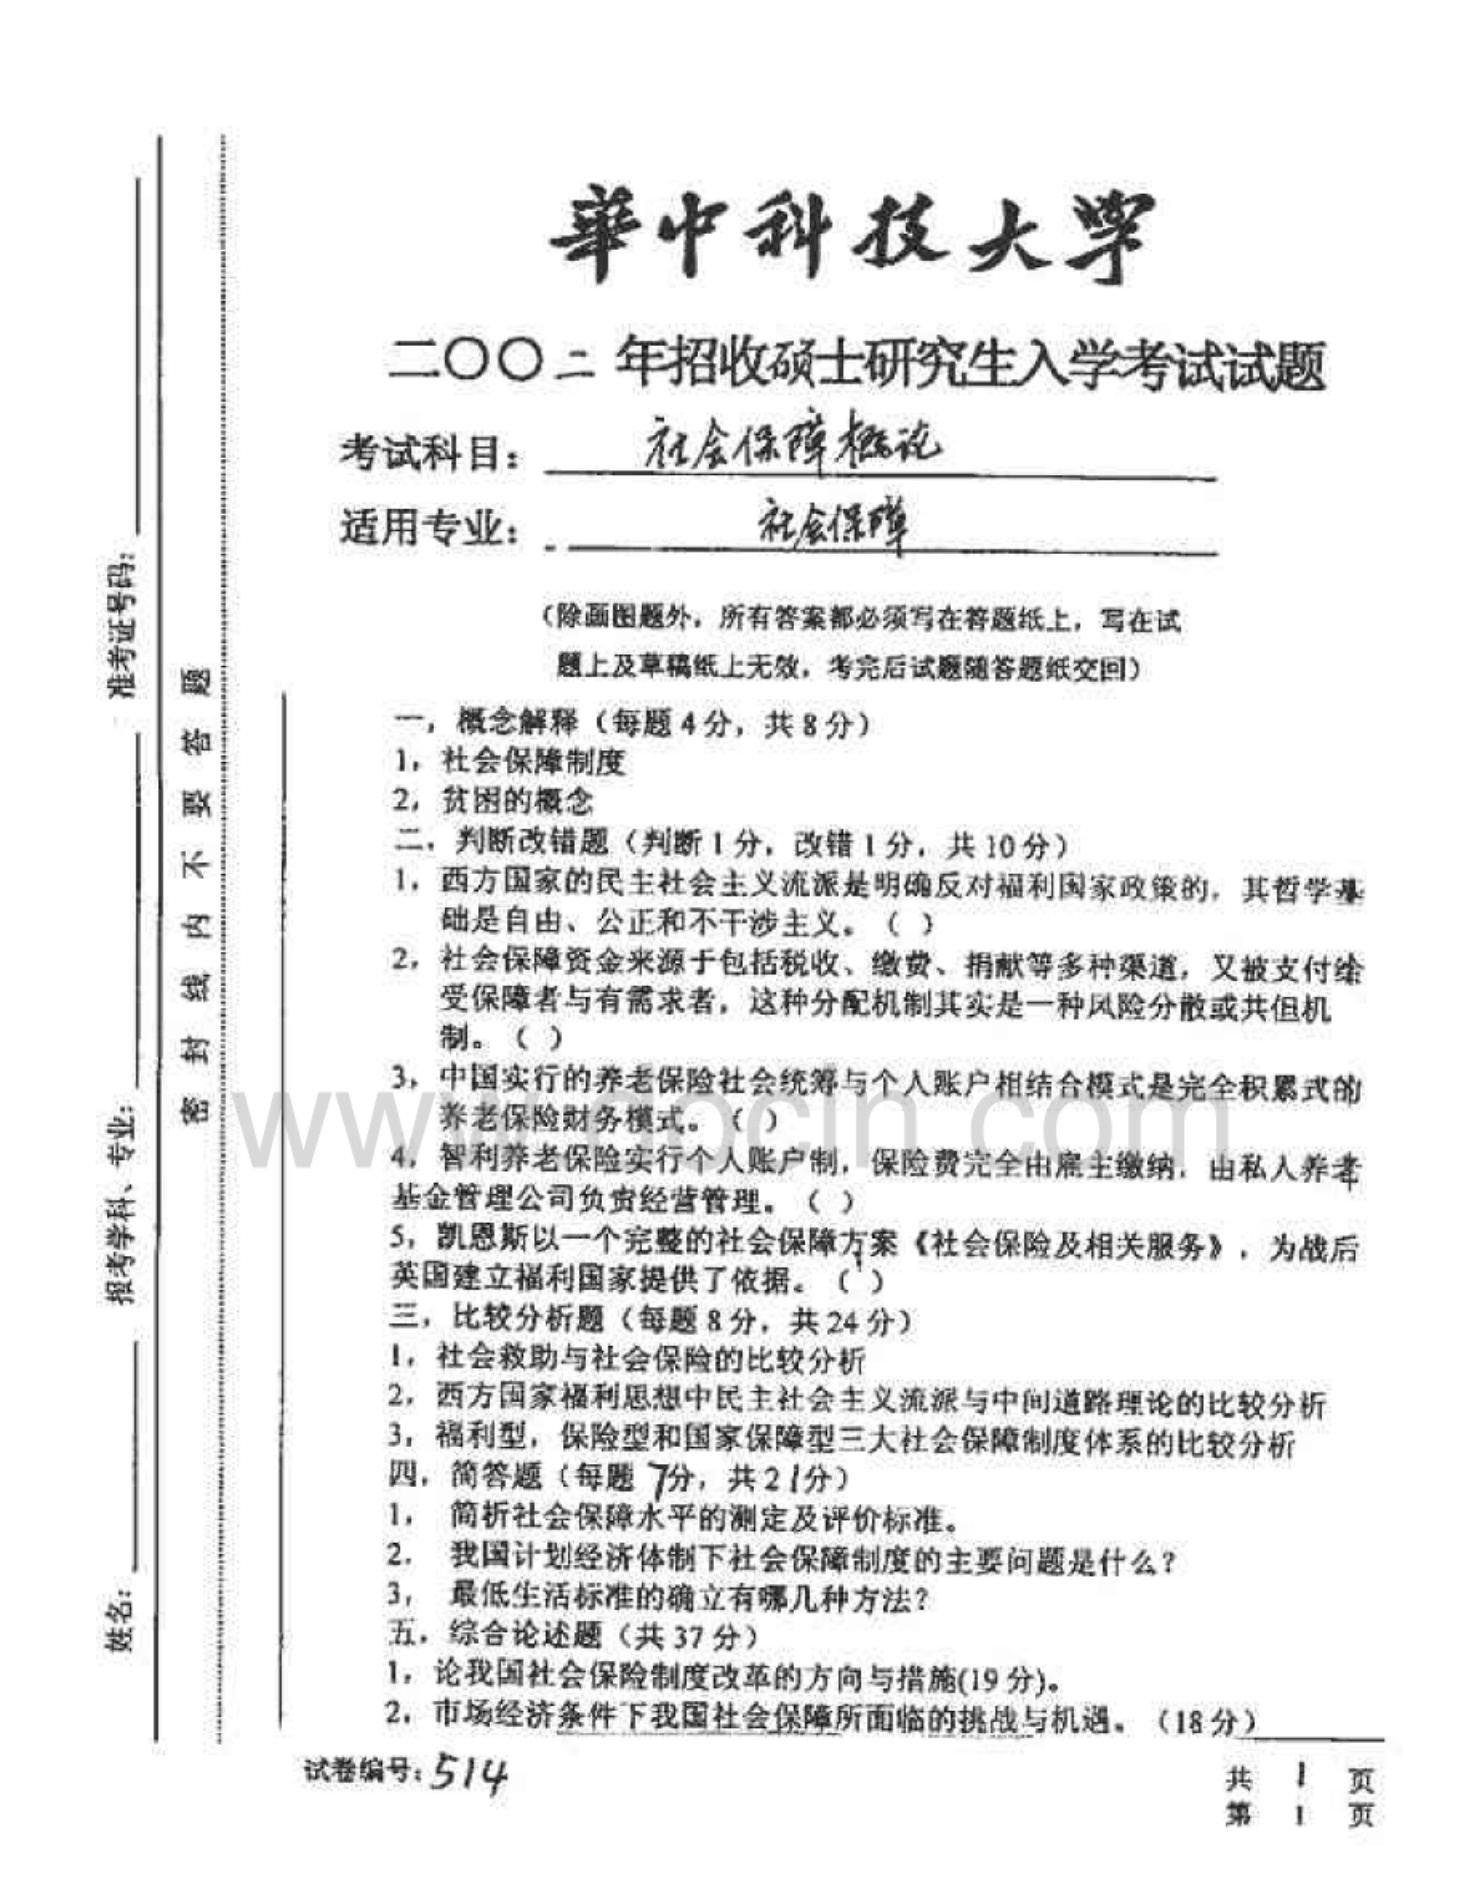 華中科技大学
二〇〇二年招收硕士研究生入学考试试题
考试科目: 社会保障概论
适用专业: 社会保障
（除画图题外，所有答案都必须写在答题纸上，写在试
题上及草稿纸上无效，考完后试题随答题纸交回）
一，概念解释（每题4分，共8分）
1，社会保障制度
2，贫困的概念
二、判断改错题（判断1分，改错1分，共10分）
1，西方国家的民主社会主义流派是明确反对福利国家政策的，其哲学基
础是自由、公正和不干涉主义。（ ）
2，社会保障资金来源于包括税收、缴费、捐献等多种渠道，又被支付给
受保障者与有需求者，这种分配机制其实是一种风险分散或共但机
制。（ ）
3，中国实行的养老保险社会统筹与个人账户相结合模式是完全积累式的
养老保险财务模式。（ ）
4，智利养老保险实行个人账户制，保险费完全由雇主缴纳，由私人养老
基金管理公司负责经营管理。（ ）
5，凯恩斯以一个完整的社会保障方案《社会保险及相关服务》，为战后
英国建立福利国家提供了依据。（ ）
三，比较分析题（每题8分，共24分）
1，社会救助与社会保险的比较分析
2，西方国家福利思想中民主社会主义流派与中间道路理论的比较分析
3，福利型，保险型和国家保障型三大社会保障制度体系的比较分析
四，简答题（每题7分，共21分）
1， 简析社会保障水平的测定及评价标准。
2． 我国计划经济体制下社会保障制度的主要问题是什么？
3， 最低生活标准的确立有哪几种方法？
五，综合论述题（共37分）
1，论我国社会保险制度改革的方向与措施(19分)。
2，市场经济条件下我国社会保障所面临的挑战与机遇。（18分）
试卷编号: 514
共 1 页
第 1 页
准考证号码:
报考学科、专业:
姓名:
密封线内不要答题
www.docin.com